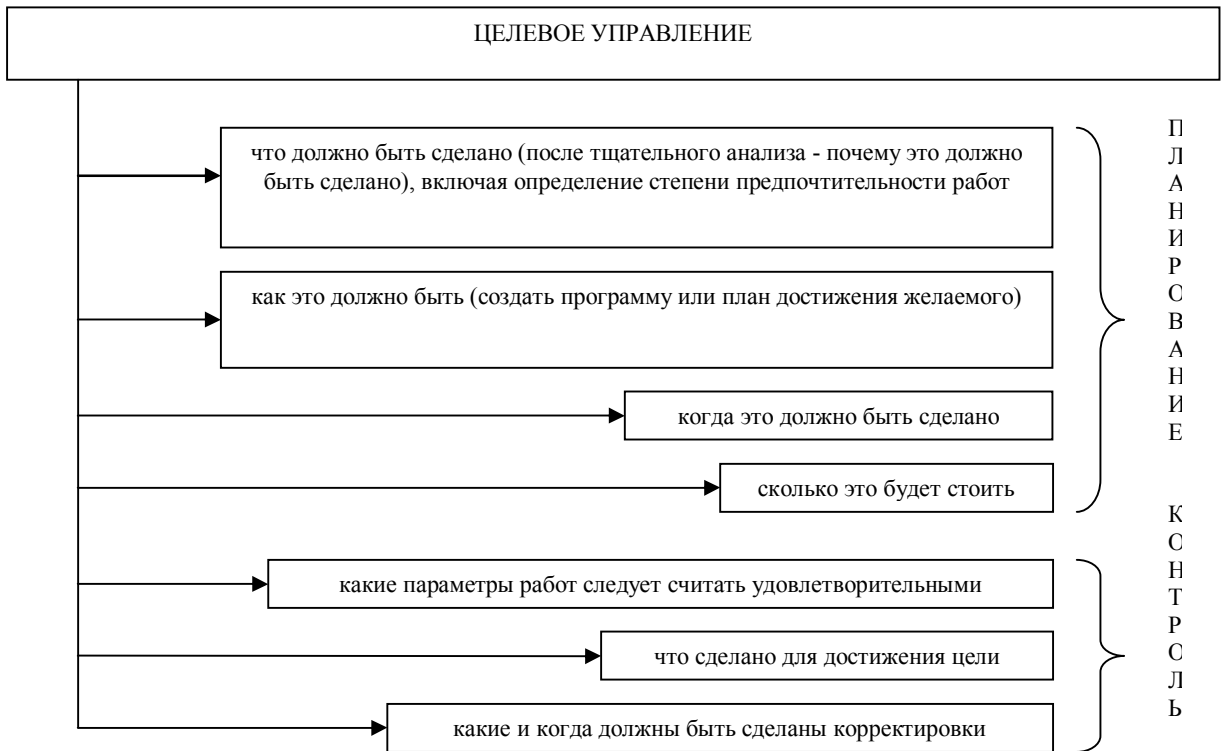 ЦЕЛЕВОЕ УПРАВЛЕНИЕ
что должно быть сделано (после тщательного анализа - почему это должно
быть сделано), включая определение степени предпочтительности работ
как это должно быть (создать программу или план достижения желаемого)
когда это должно быть сделано
сколько это будет стоить
ПЛАНИРОВАНИЕ
какие параметры работ следует считать удовлетворительными
что сделано для достижения цели
какие и когда должны быть сделаны корректировки
КОНТРОЛЬ